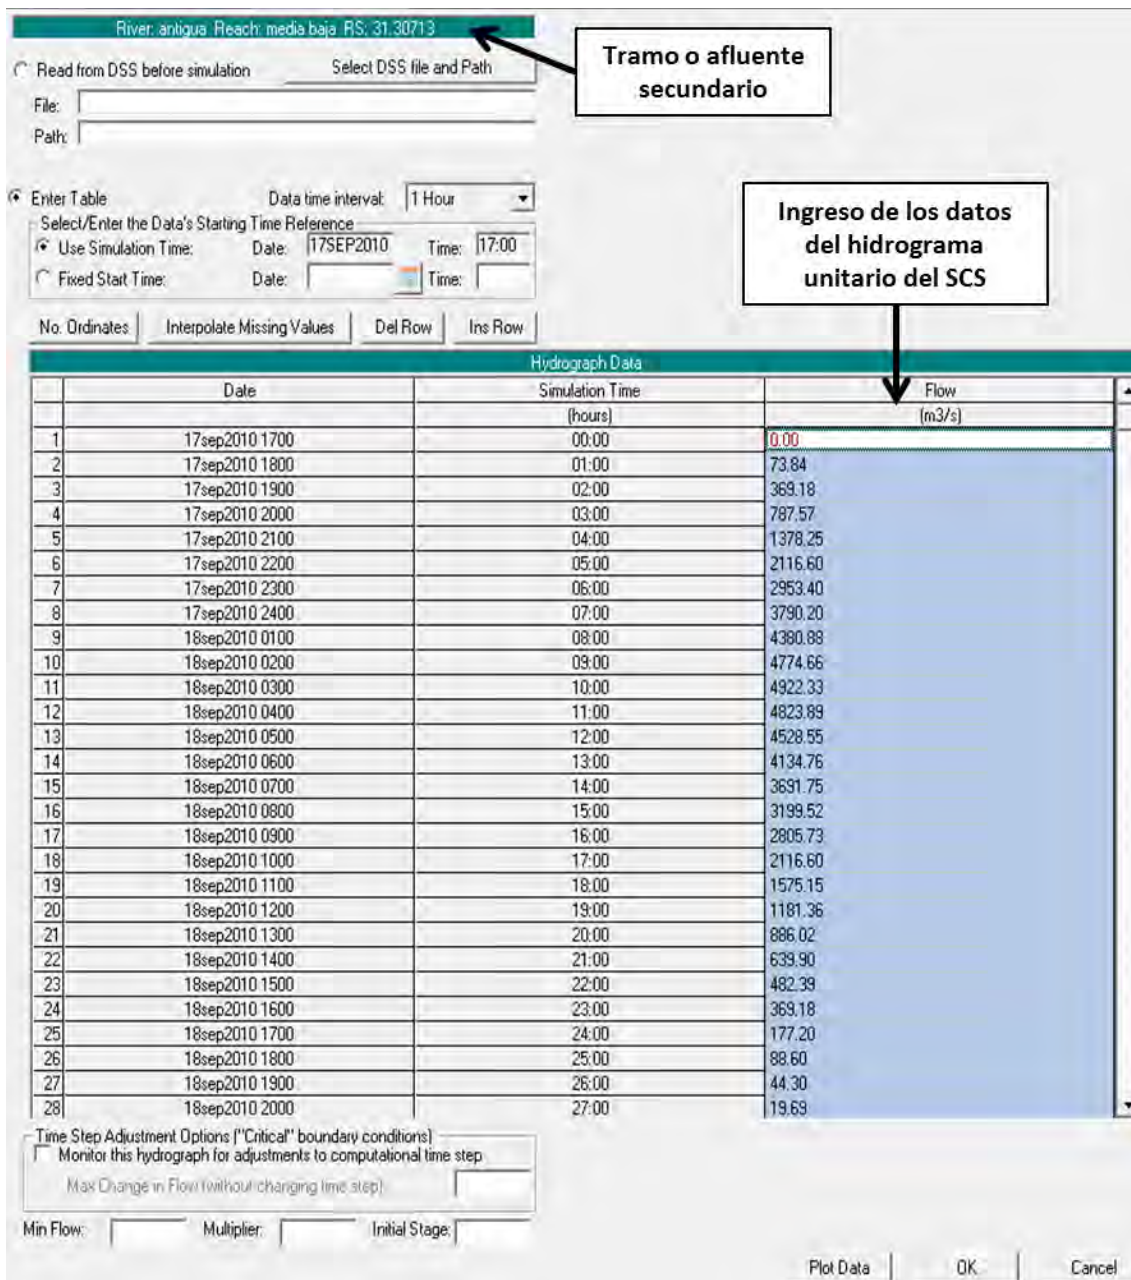 River: antigua Reach: media baja RS: 31.30713
Tramo o afluente
secundario
Read from DSS before simulation
Select DSS file and Path
File:
Path:
Enter Table
Data time interval:
1 Hour
Select/Enter the Data's Starting Time Reference
Use Simulation Time:
Date:
17SEP2010
Time:
17:00
Fixed Start Time:
Date:
Time:
Ingreso de los datos
del hidrograma
unitario del SCS
No. Ordinates
Interpolate Missing Values
Del Row
Ins Row
Hydrograph Data
Date Simulation Time Flow
(hours) (m3/s)
1 17sep2010 1700 00:00 0.00
2 17sep2010 1800 01:00 73.84
3 17sep2010 1900 02:00 369.18
4 17sep2010 2000 03:00 787.57
5 17sep2010 2100 04:00 1378.25
6 17sep2010 2200 05:00 2116.60
7 17sep2010 2300 06:00 2953.40
8 17sep2010 2400 07:00 3790.20
9 18sep2010 0100 08:00 4380.88
10 18sep2010 0200 09:00 4774.66
11 18sep2010 0300 10:00 4922.33
12 18sep2010 0400 11:00 4823.89
13 18sep2010 0500 12:00 4528.55
14 18sep2010 0600 13:00 4134.76
15 18sep2010 0700 14:00 3691.75
16 18sep2010 0800 15:00 3199.52
17 18sep2010 0900 16:00 2805.73
18 18sep2010 1000 17:00 2116.60
19 18sep2010 1100 18:00 1575.15
20 18sep2010 1200 19:00 1181.36
21 18sep2010 1300 20:00 886.02
22 18sep2010 1400 21:00 639.90
23 18sep2010 1500 22:00 482.39
24 18sep2010 1600 23:00 369.18
25 18sep2010 1700 24:00 177.20
26 18sep2010 1800 25:00 88.60
27 18sep2010 1900 26:00 44.30
28 18sep2010 2000 27:00 19.69
Time Step Adjustment Options ("Critical" boundary conditions)
Monitor this hydrograph for adjustments to computational time step
Max Change in Flow (without changing time step):
Min Flow:
Multiplier:
Initial Stage:
Plot Data
OK
Cancel